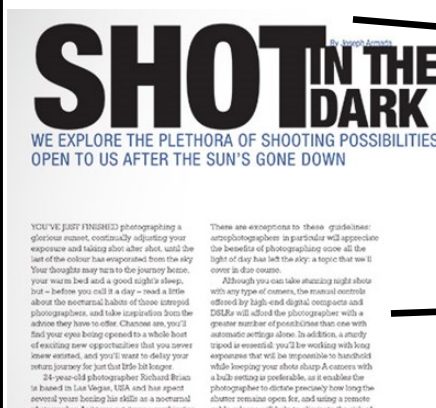 By Joseph Armada
SHOT IN THE
DARK
WE EXPLORE THE PLETHORA OF SHOOTING POSSIBILITIES
OPEN TO US AFTER THE SUN'S GONE DOWN
YOU'VE JUST FINISHED photographing a
glorious sunset, continually adjusting your
exposure and taking shot after shot, until the
last of the colour has evaporated from the sky.
Your thoughts may turn to the journey home,
your warm bed and a good night's sleep,
but – before you call it a day – read a little
about the nocturnal habits of these intrepid
photographers, and take inspiration from the
advice they have to offer. Chances are, you'll
find your eyes being opened to a whole host
of exciting new opportunities that you never
knew existed, and you'll want to delay your
return journey for just that little bit longer.
24-year-old photographer Richard Brian
is based in Las Vegas, USA and has spent
several years honing his skills as a nocturnal
There are exceptions to these guidelines:
astrophotographers in particular will appreciate
the benefits of photographing once all the
light of day has left the sky: a topic that we'll
cover in due course.
Although you can take stunning night shots
with any type of camera, the manual controls
offered by high-end digital compacts and
DSLRs will afford the photographer with a
greater number of possibilities than one with
automatic settings alone. In addition, a sturdy
tripod is essential: you'll be working with long
exposures that will be impossible to handhold
while keeping your shots sharp. A camera with
a bulb setting is preferable, as it enables the
photographer to dictate precisely how long the
shutter remains open for, and using a remote